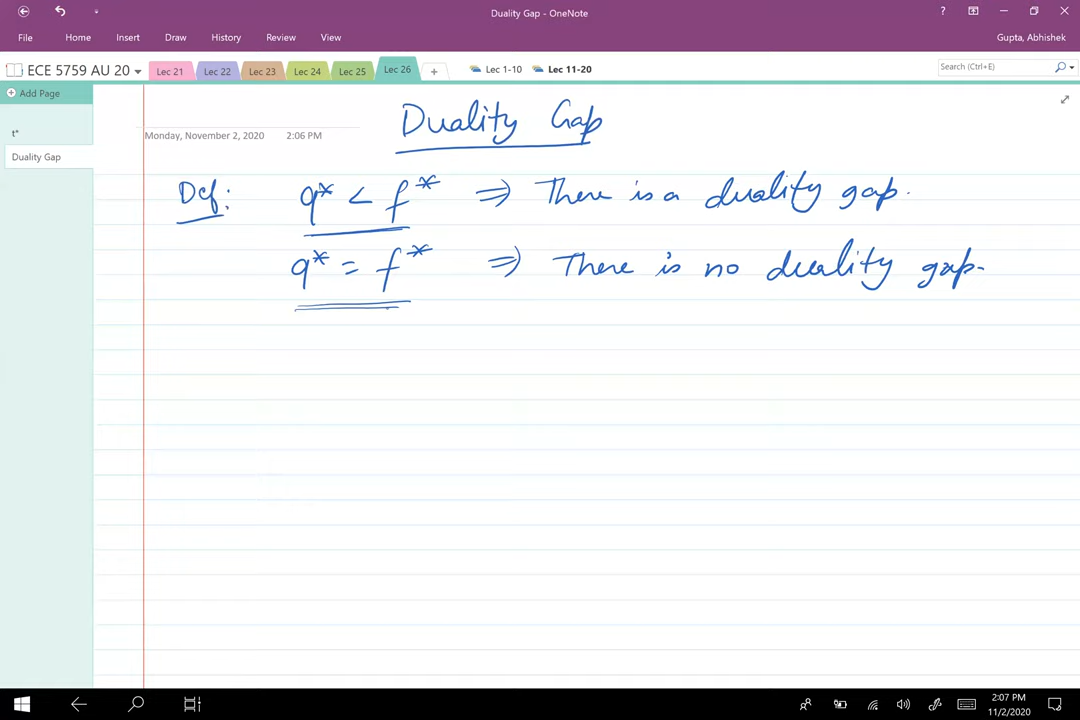 Duality Gap - OneNote
?
File Home Insert Draw History Review View Gupta, Abhishek
ECE 5759 AU 20 Lec 21 Lec 22 Lec 23 Lec 24 Lec 25 Lec 26 + Lec 1-10 Lec 11-20 Search (Ctrl+E)
Add Page
t*
Duality Gap
Duality Gap
Monday, November 2, 2020 2:06 PM
Def: q* < f* ⇒ There is a duality gap.
q* = f* ⇒ There is no duality gap.
2:07 PM
11/2/2020